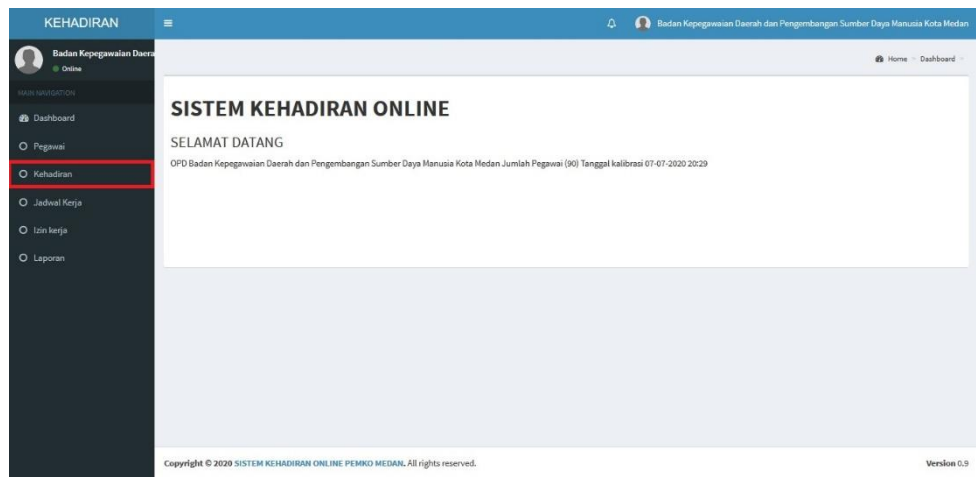 KEHADIRAN
Badan Kepegawaian Daerah dan Pengembangan Sumber Daya Manusia Kota Medan
Badan Kepegawaian Daera
Online
Home
Dashboard
MAIN NAVIGATION
Dashboard
Pegawai
Kehadiran
Jadwal Kerja
Izin kerja
Laporan
SISTEM KEHADIRAN ONLINE
SELAMAT DATANG
OPD Badan Kepegawaian Daerah dan Pengembangan Sumber Daya Manusia Kota Medan Jumlah Pegawai (90) Tanggal kalibrasi 07-07-2020 20:29
Copyright © 2020 SISTEM KEHADIRAN ONLINE PEMKO MEDAN. All rights reserved.
Version 0.9